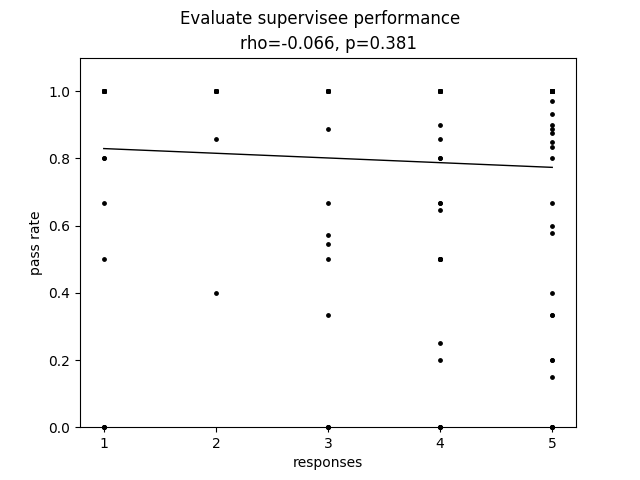 Evaluate supervisee performance
rho=-0.066, p=0.381
1.0
0.8
0.6
0.4
0.2
0.0
pass rate
1 2 3 4 5
responses